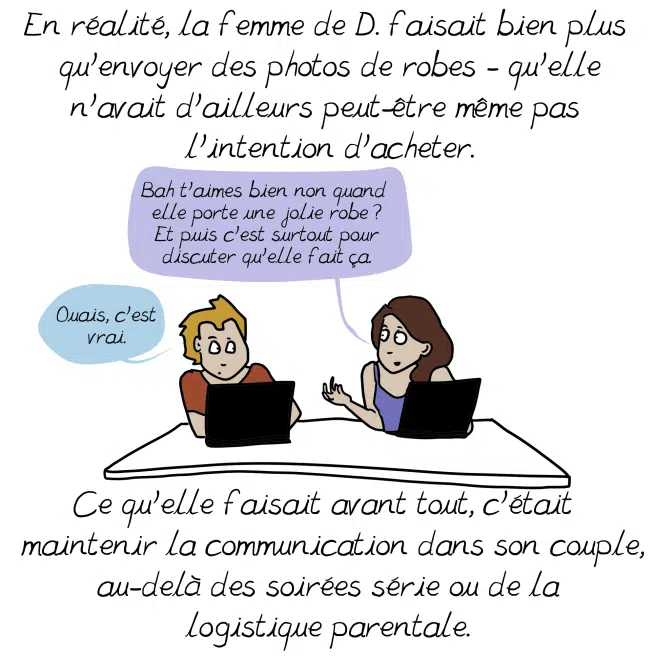 En réalité, la femme de D. faisait bien plus
qu'envoyer des photos de robes - qu'elle
n'avait d'ailleurs peut-être même pas
l'intention d'acheter.
Bah t'aimes bien non quand
elle porte une jolie robe ?
Et puis c'est surtout pour
discuter qu'elle fait ça.
Ouais, c'est
vrai.
Ce qu'elle faisait avant tout, c'était
maintenir la communication dans son couple,
au-delà des soirées série ou de la
logistique parentale.